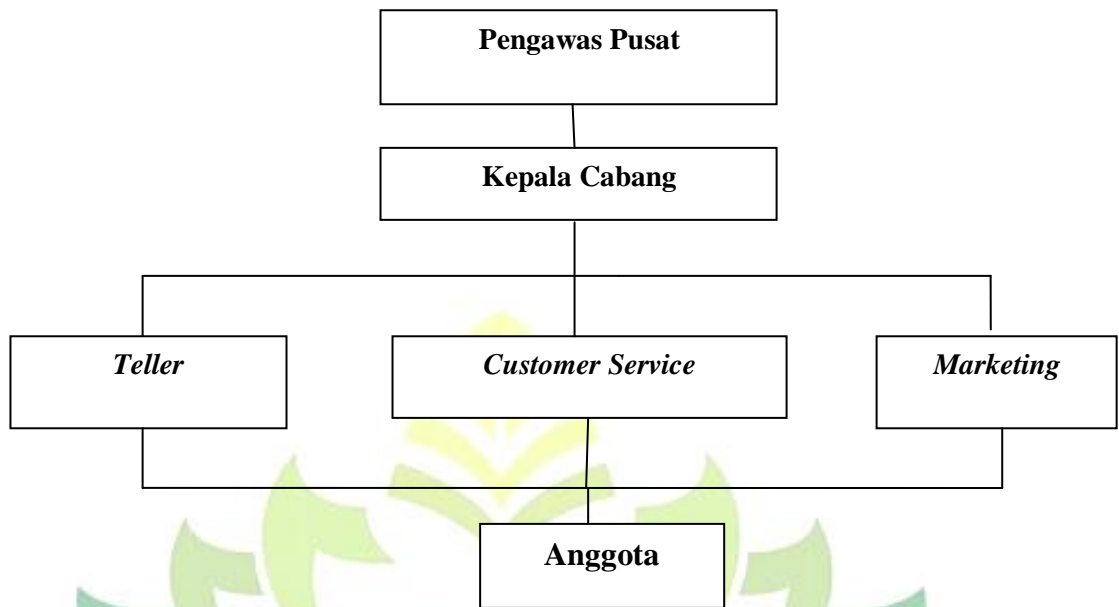 Pengawas Pusat
Kepala Cabang
Teller
Customer Service
Marketing
Anggota